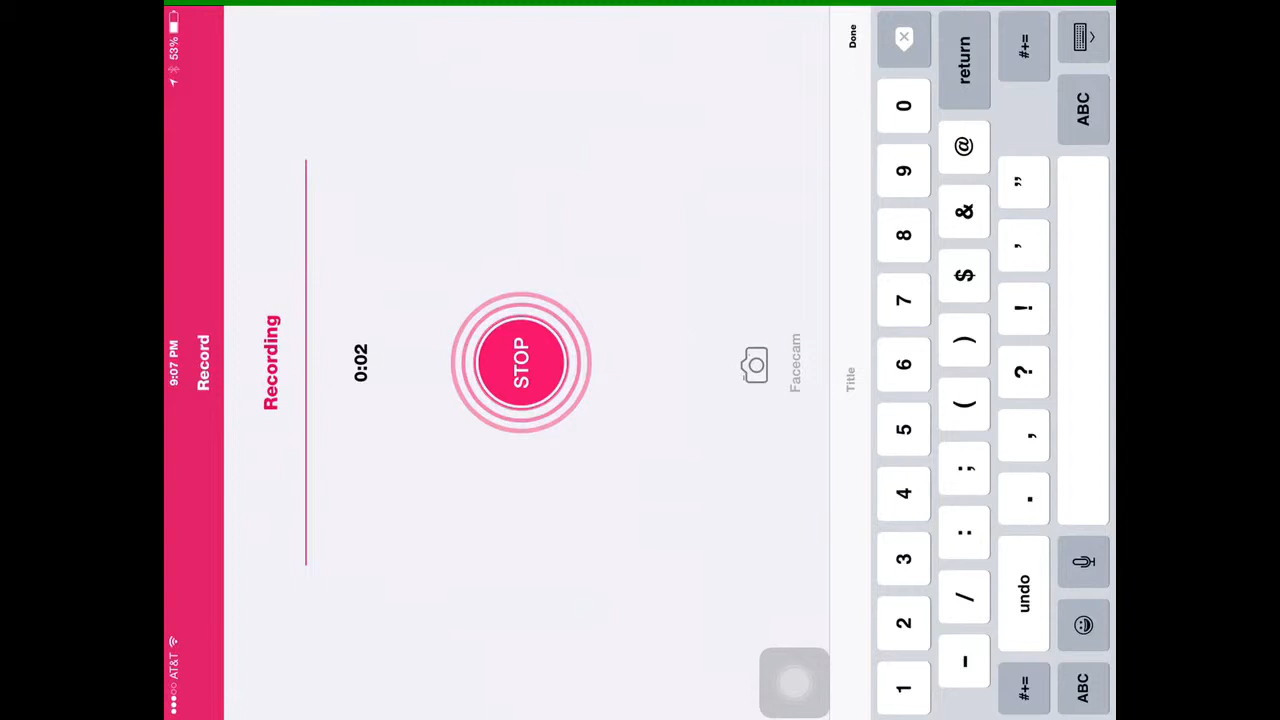 AT&T 9:07 PM 53%
Record
Recording
0:02
STOP
Facecam
Title Done
1 2 3 4 5 6 7 8 9 0
- / : ; ( ) $ & @ return
#+= undo . , ? ! ' " #+=
ABC ABC